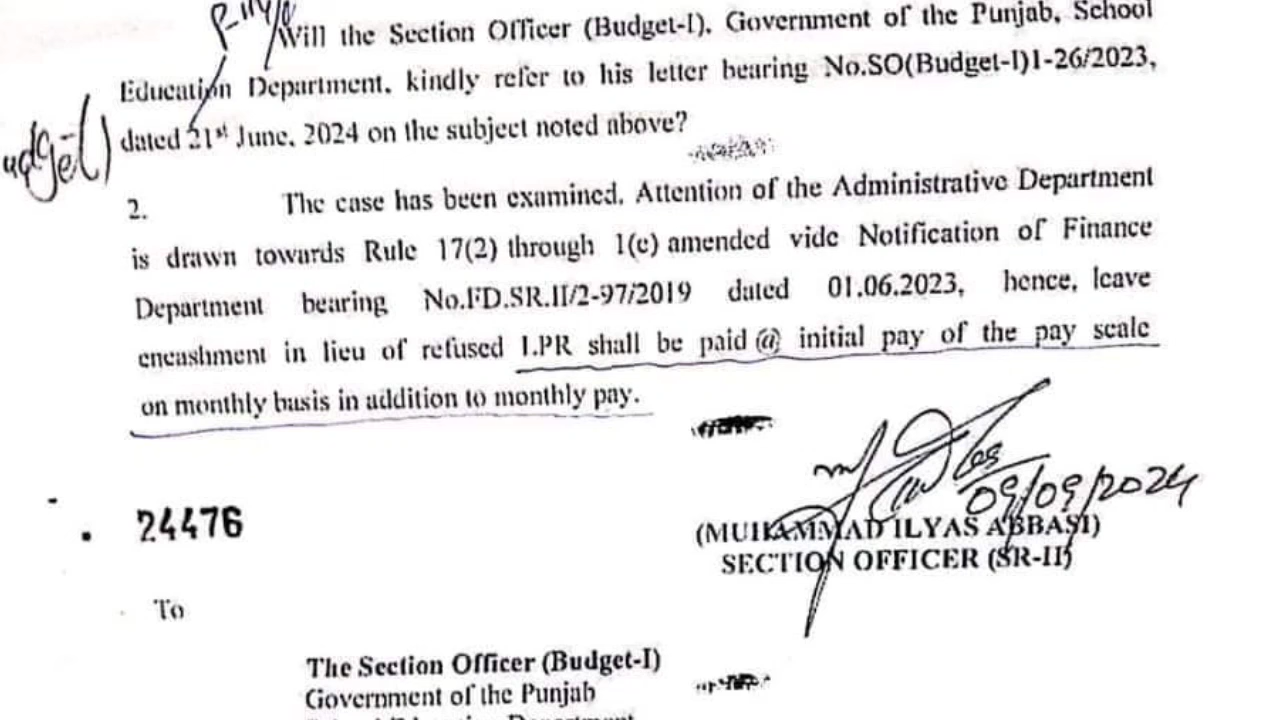 Will the Section Officer (Budget-I), Government of the Punjab, School
Education Department, kindly refer to his letter bearing No.SO(Budget-I)1-26/2023,
dated 21st June, 2024 on the subject noted above?
2. The case has been examined. Attention of the Administrative Department
is drawn towards Rule 17(2) through 1(e) amended vide Notification of Finance
Department bearing No.FD.SR.II/2-97/2019 dated 01.06.2023, hence, leave
encashment in lieu of refused LPR shall be paid @ initial pay of the pay scale
on monthly basis in addition to monthly pay.
09/09/2024
24476
(MUHAMMAD ILYAS ABBASI)
SECTION OFFICER (SR-II)
To
The Section Officer (Budget-I)
Government of the Punjab